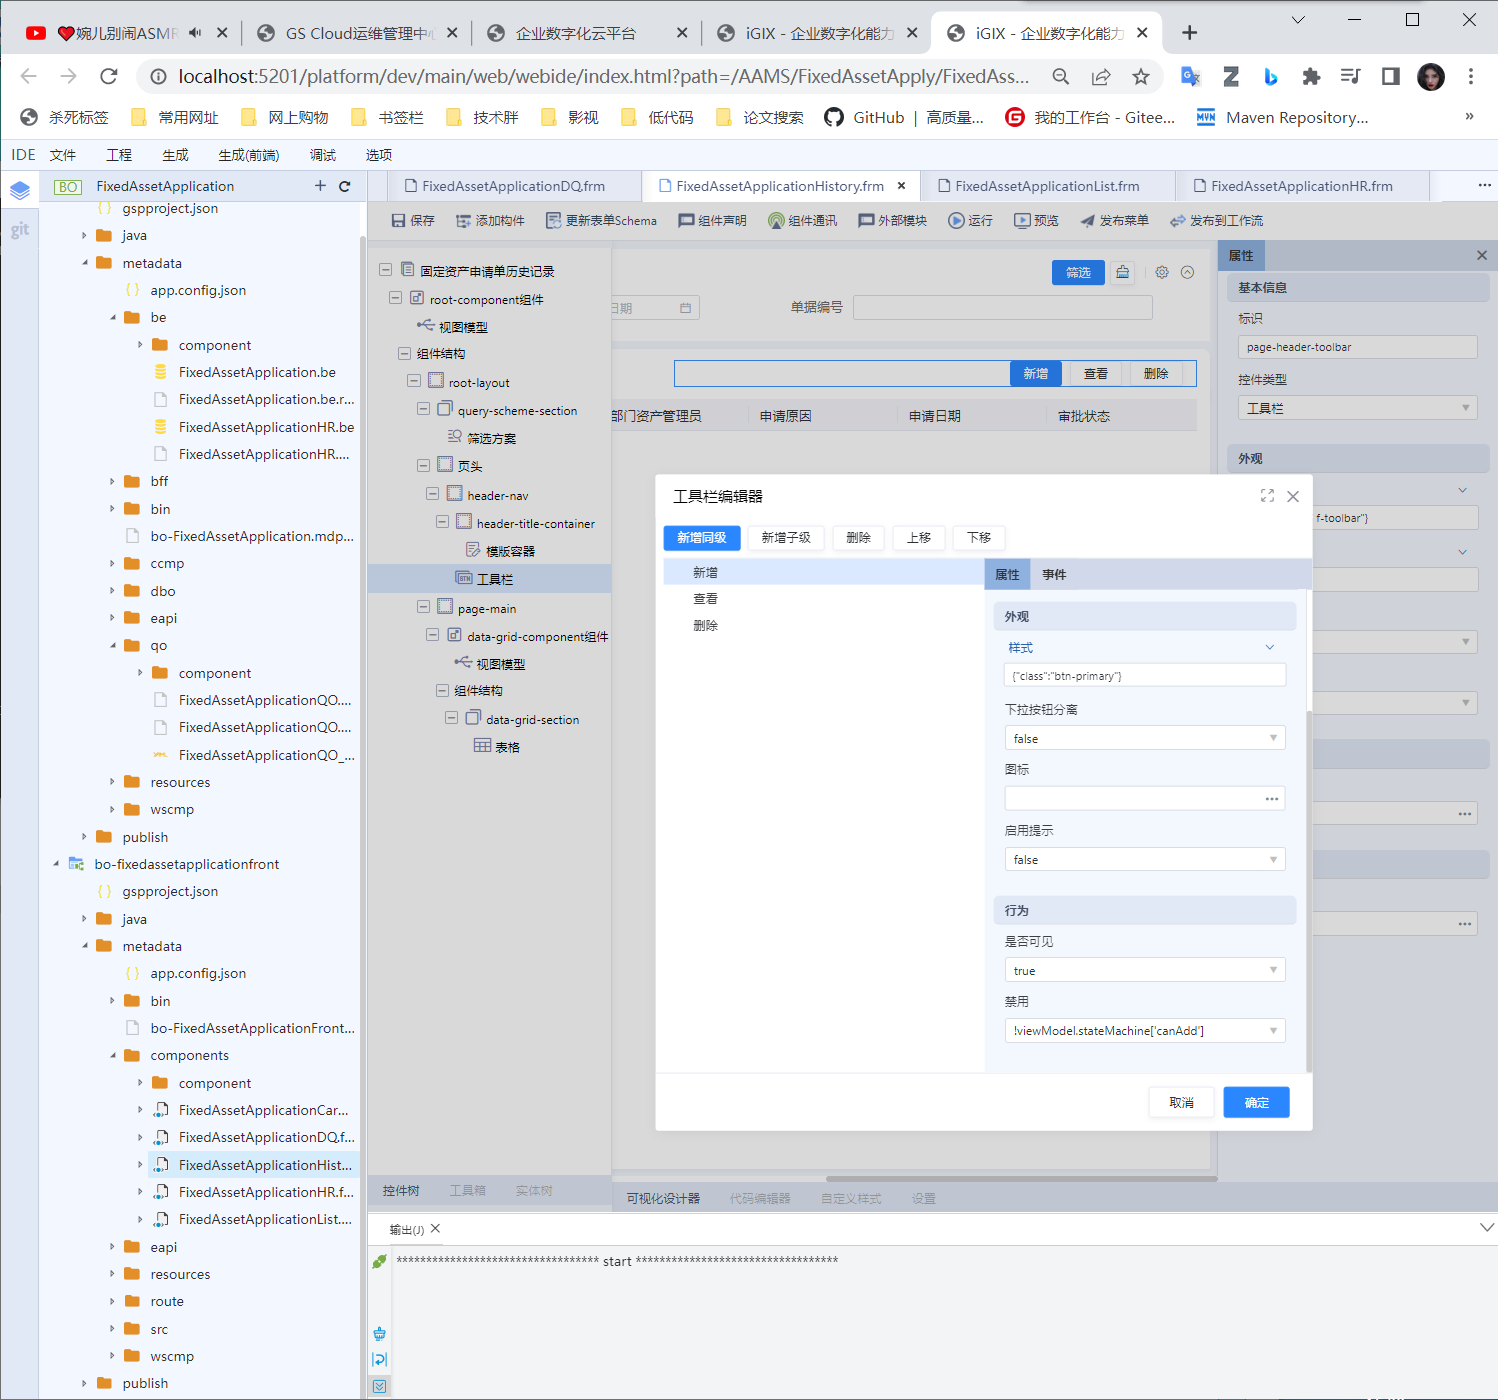 婉儿别闹ASMR
GS Cloud运维管理中心
企业数字化云平台
iGIX - 企业数字化能力
iGIX - 企业数字化能力
localhost:5201/platform/dev/main/web/webide/index.html?path=/AAMS/FixedAssetApply/FixedAss...
杀死标签
常用网址
网上购物
书签栏
技术胖
影视
低代码
论文搜索
GitHub | 高质量...
我的工作台 - Gitee...
Maven Repository...
»
IDE 文件 工程 生成 生成(前端) 调试 选项
BO FixedAssetApplication
git
gspproject.json
java
metadata
app.config.json
be
component
FixedAssetApplication.be
FixedAssetApplication.be.r...
FixedAssetApplicationHR.be
FixedAssetApplicationHR....
bff
bin
bo-FixedAssetApplication.mdp...
ccmp
dbo
eapi
qo
component
FixedAssetApplicationQO....
FixedAssetApplicationQO....
FixedAssetApplicationQO_...
resources
wscmp
publish
bo-fixedassetapplicationfront
gspproject.json
java
metadata
app.config.json
bin
bo-FixedAssetApplicationFront...
components
component
FixedAssetApplicationCar...
FixedAssetApplicationDQ.f...
FixedAssetApplicationHist...
FixedAssetApplicationHR.f...
FixedAssetApplicationList....
eapi
resources
route
src
wscmp
publish
FixedAssetApplicationDQ.frm
FixedAssetApplicationHistory.frm
FixedAssetApplicationList.frm
FixedAssetApplicationHR.frm
保存 添加构件 更新表单Schema 组件声明 组件通讯 外部模块 运行 预览 发布菜单 发布到工作流
固定资产申请单历史记录
root-component组件
视图模型
组件结构
root-layout
query-scheme-section
筛选方案
页头
header-nav
header-title-container
模版容器
BTN 工具栏
page-main
data-grid-component组件
视图模型
组件结构
data-grid-section
表格
控件树 工具箱 实体树
筛选
日期
单据编号
新增 查看 删除
部门资产管理员 申请原因 申请日期 审批状态
属性
基本信息
标识
page-header-toolbar
控件类型
工具栏
外观
f-toolbar"}
工具栏编辑器
新增同级 新增子级 删除 上移 下移
新增
查看
删除
属性 事件
外观
样式
{"class":"btn-primary"}
下拉按钮分离
false
图标
启用提示
false
行为
是否可见
true
禁用
!viewModel.stateMachine['canAdd']
取消 确定
可视化设计器 代码编辑器 自定义样式 设置
输出(J)
********************************** start **********************************